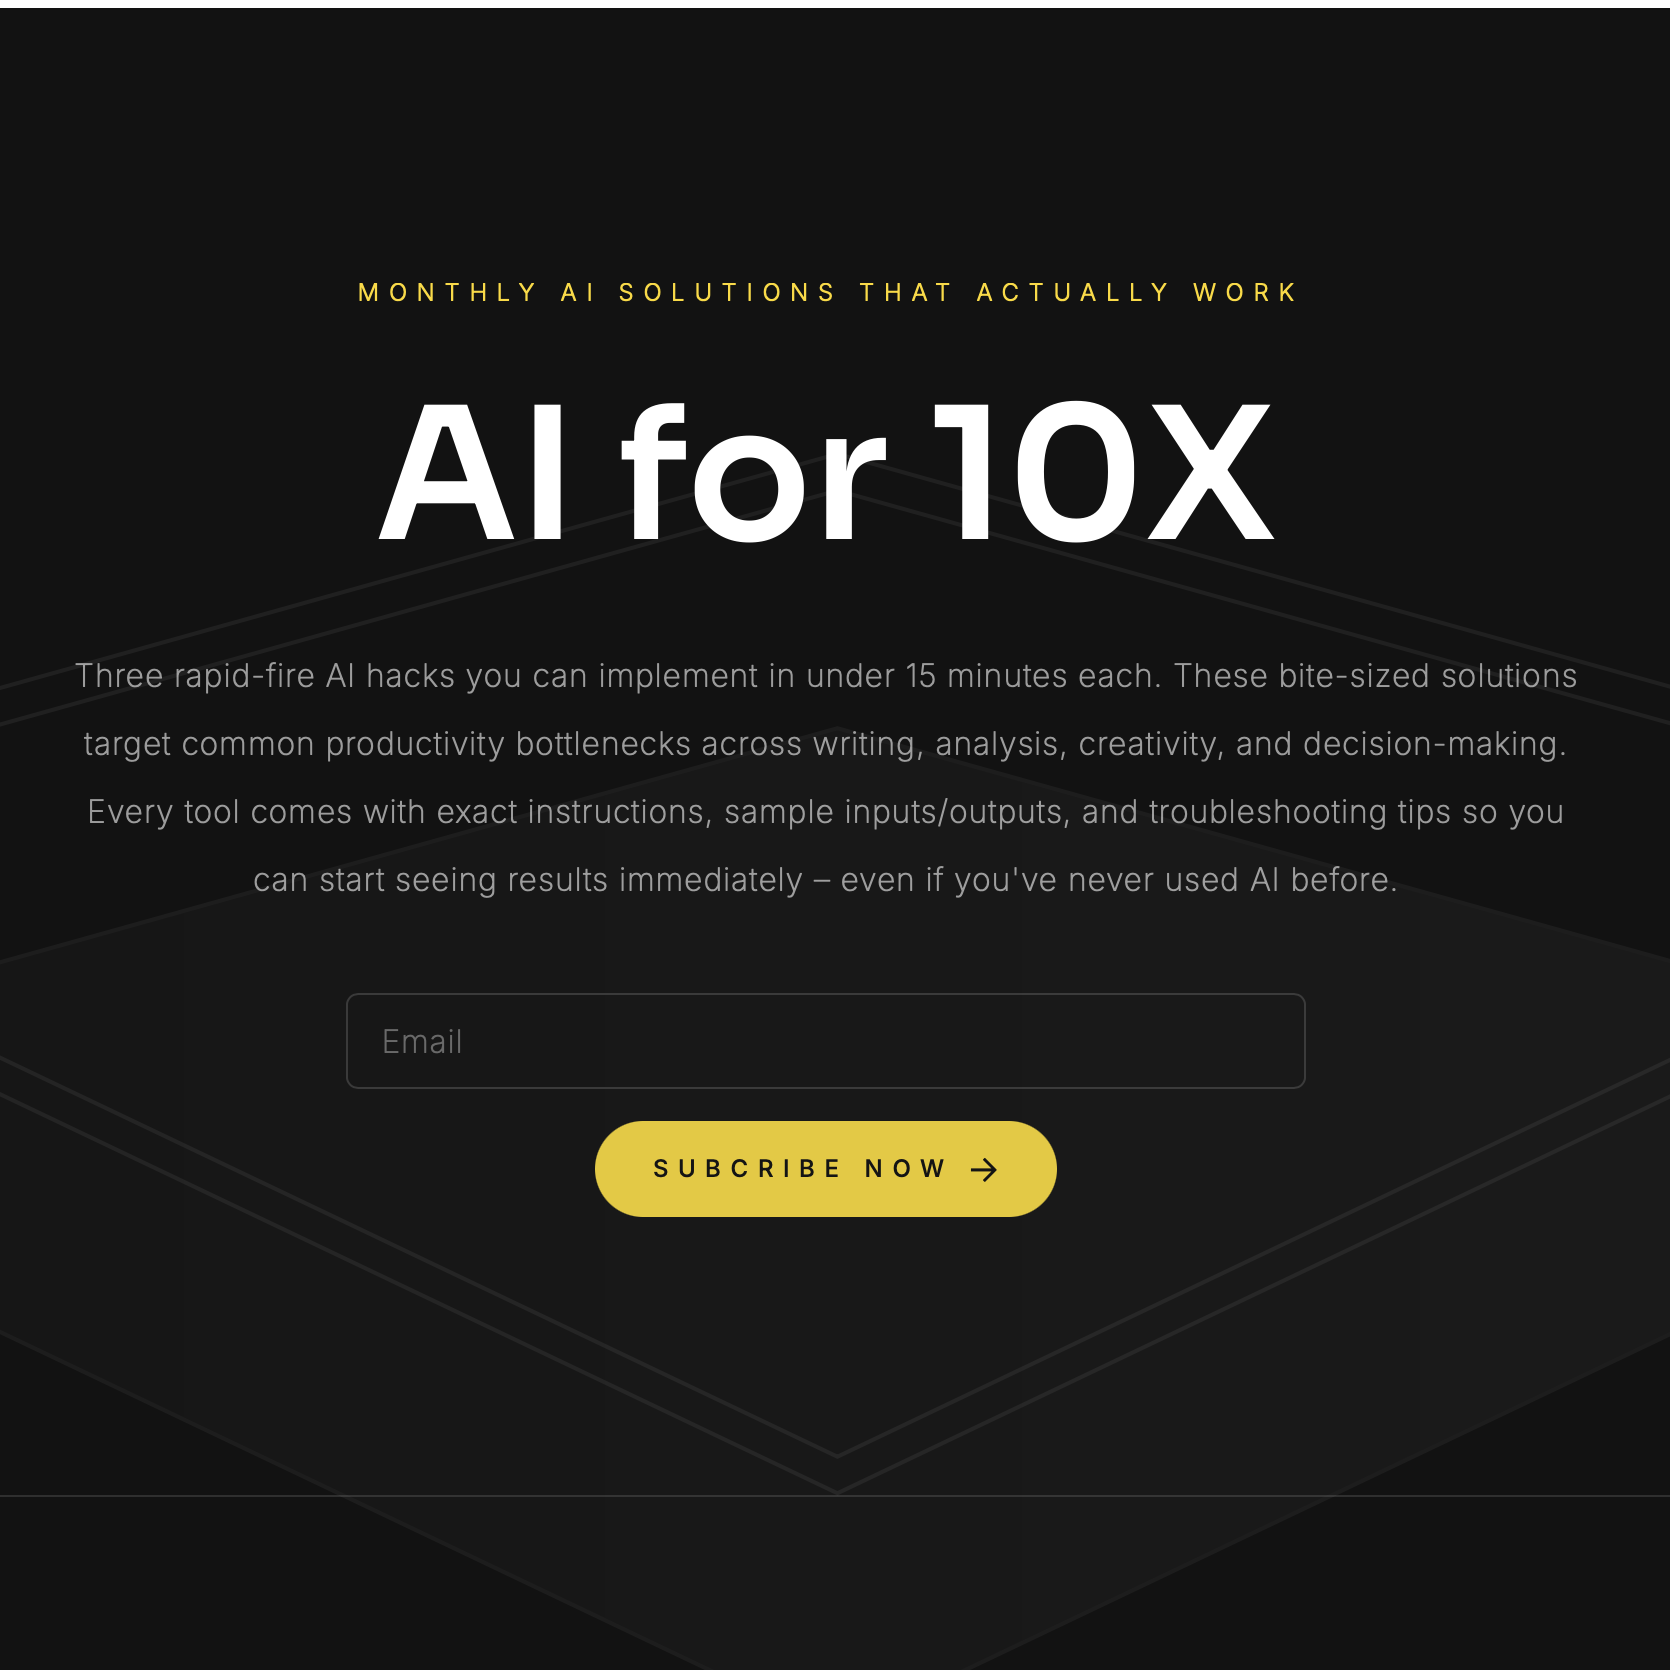 MONTHLY AI SOLUTIONS THAT ACTUALLY WORK
AI for 10X
Three rapid-fire AI hacks you can implement in under 15 minutes each. These bite-sized solutions
target common productivity bottlenecks across writing, analysis, creativity, and decision-making.
Every tool comes with exact instructions, sample inputs/outputs, and troubleshooting tips so you
can start seeing results immediately – even if you've never used AI before.
Email
SUBCRIBE NOW →